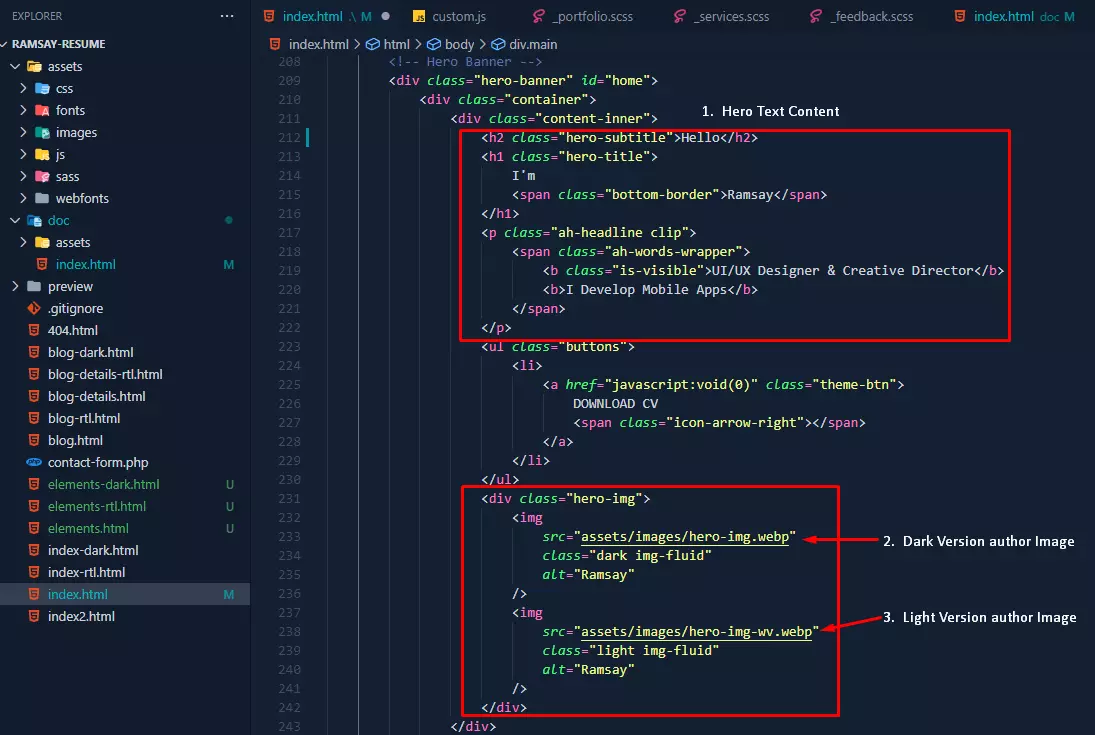 EXPLORER ···
RAMSAY-RESUME
assets
css
fonts
images
js
sass
webfonts
doc
assets
index.html M
preview
.gitignore
404.html
blog-dark.html
blog-details-rtl.html
blog-details.html
blog-rtl.html
blog.html
contact-form.php
elements-dark.html U
elements-rtl.html U
elements.html U
index-dark.html
index-rtl.html
index.html M
index2.html
index.html .\ M JS custom.js _portfolio.scss _services.scss _feedback.scss index.html doc M
index.html > html > body > div.main
208 <!-- Hero Banner -->
209 <div class="hero-banner" id="home">
210 <div class="container">
211 <div class="content-inner">
1. Hero Text Content
212 <h2 class="hero-subtitle">Hello</h2>
213 <h1 class="hero-title">
214 I'm
215 <span class="bottom-border">Ramsay</span>
216 </h1>
217 <p class="ah-headline clip">
218 <span class="ah-words-wrapper">
219 <b class="is-visible">UI/UX Designer & Creative Director</b>
220 <b>I Develop Mobile Apps</b>
221 </span>
222 </p>
223 <ul class="buttons">
224 <li>
225 <a href="javascript:void(0)" class="theme-btn">
226 DOWNLOAD CV
227 <span class="icon-arrow-right"></span>
228 </a>
229 </li>
230 </ul>
231 <div class="hero-img">
232 <img
233 src="assets/images/hero-img.webp" 2. Dark Version author Image
234 class="dark img-fluid"
235 alt="Ramsay"
236 />
237 <img
238 src="assets/images/hero-img-wv.webp" 3. Light Version author Image
239 class="light img-fluid"
240 alt="Ramsay"
241 />
242 </div>
243 </div>